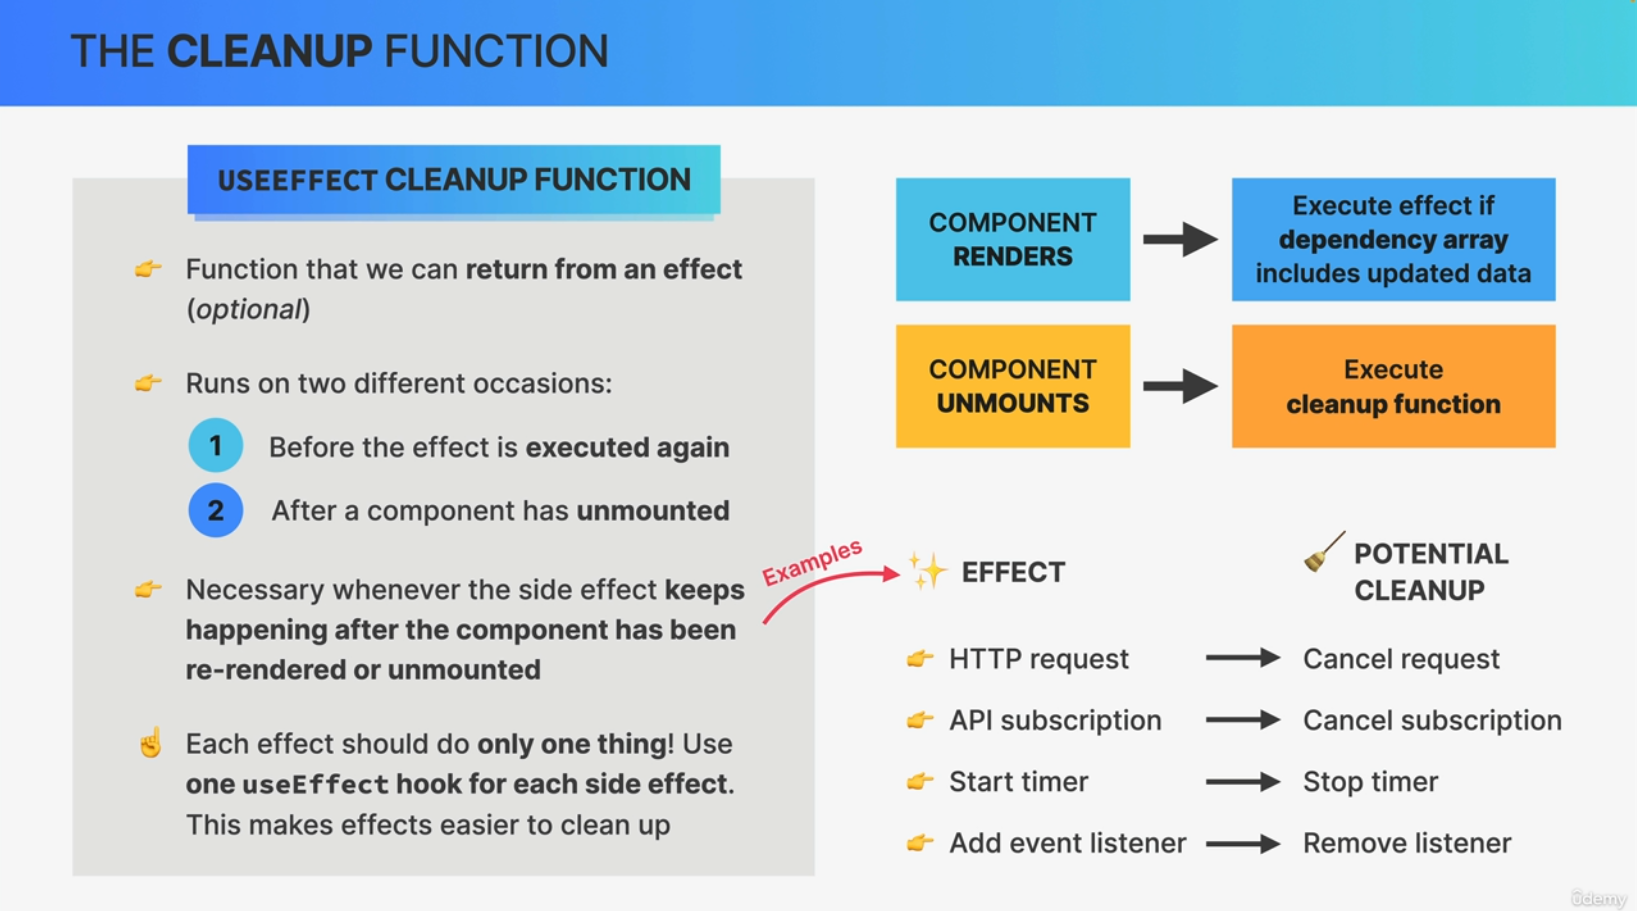 THE CLEANUP FUNCTION
USEEFFECT CLEANUP FUNCTION
Function that we can return from an effect
(optional)
Runs on two different occasions:
1 Before the effect is executed again
2 After a component has unmounted
Necessary whenever the side effect keeps
happening after the component has been
re-rendered or unmounted
Each effect should do only one thing! Use
one useEffect hook for each side effect.
This makes effects easier to clean up
COMPONENT
RENDERS
Execute effect if
dependency array
includes updated data
COMPONENT
UNMOUNTS
Execute
cleanup function
Examples
EFFECT
POTENTIAL
CLEANUP
HTTP request
Cancel request
API subscription
Cancel subscription
Start timer
Stop timer
Add event listener
Remove listener
ûdemy